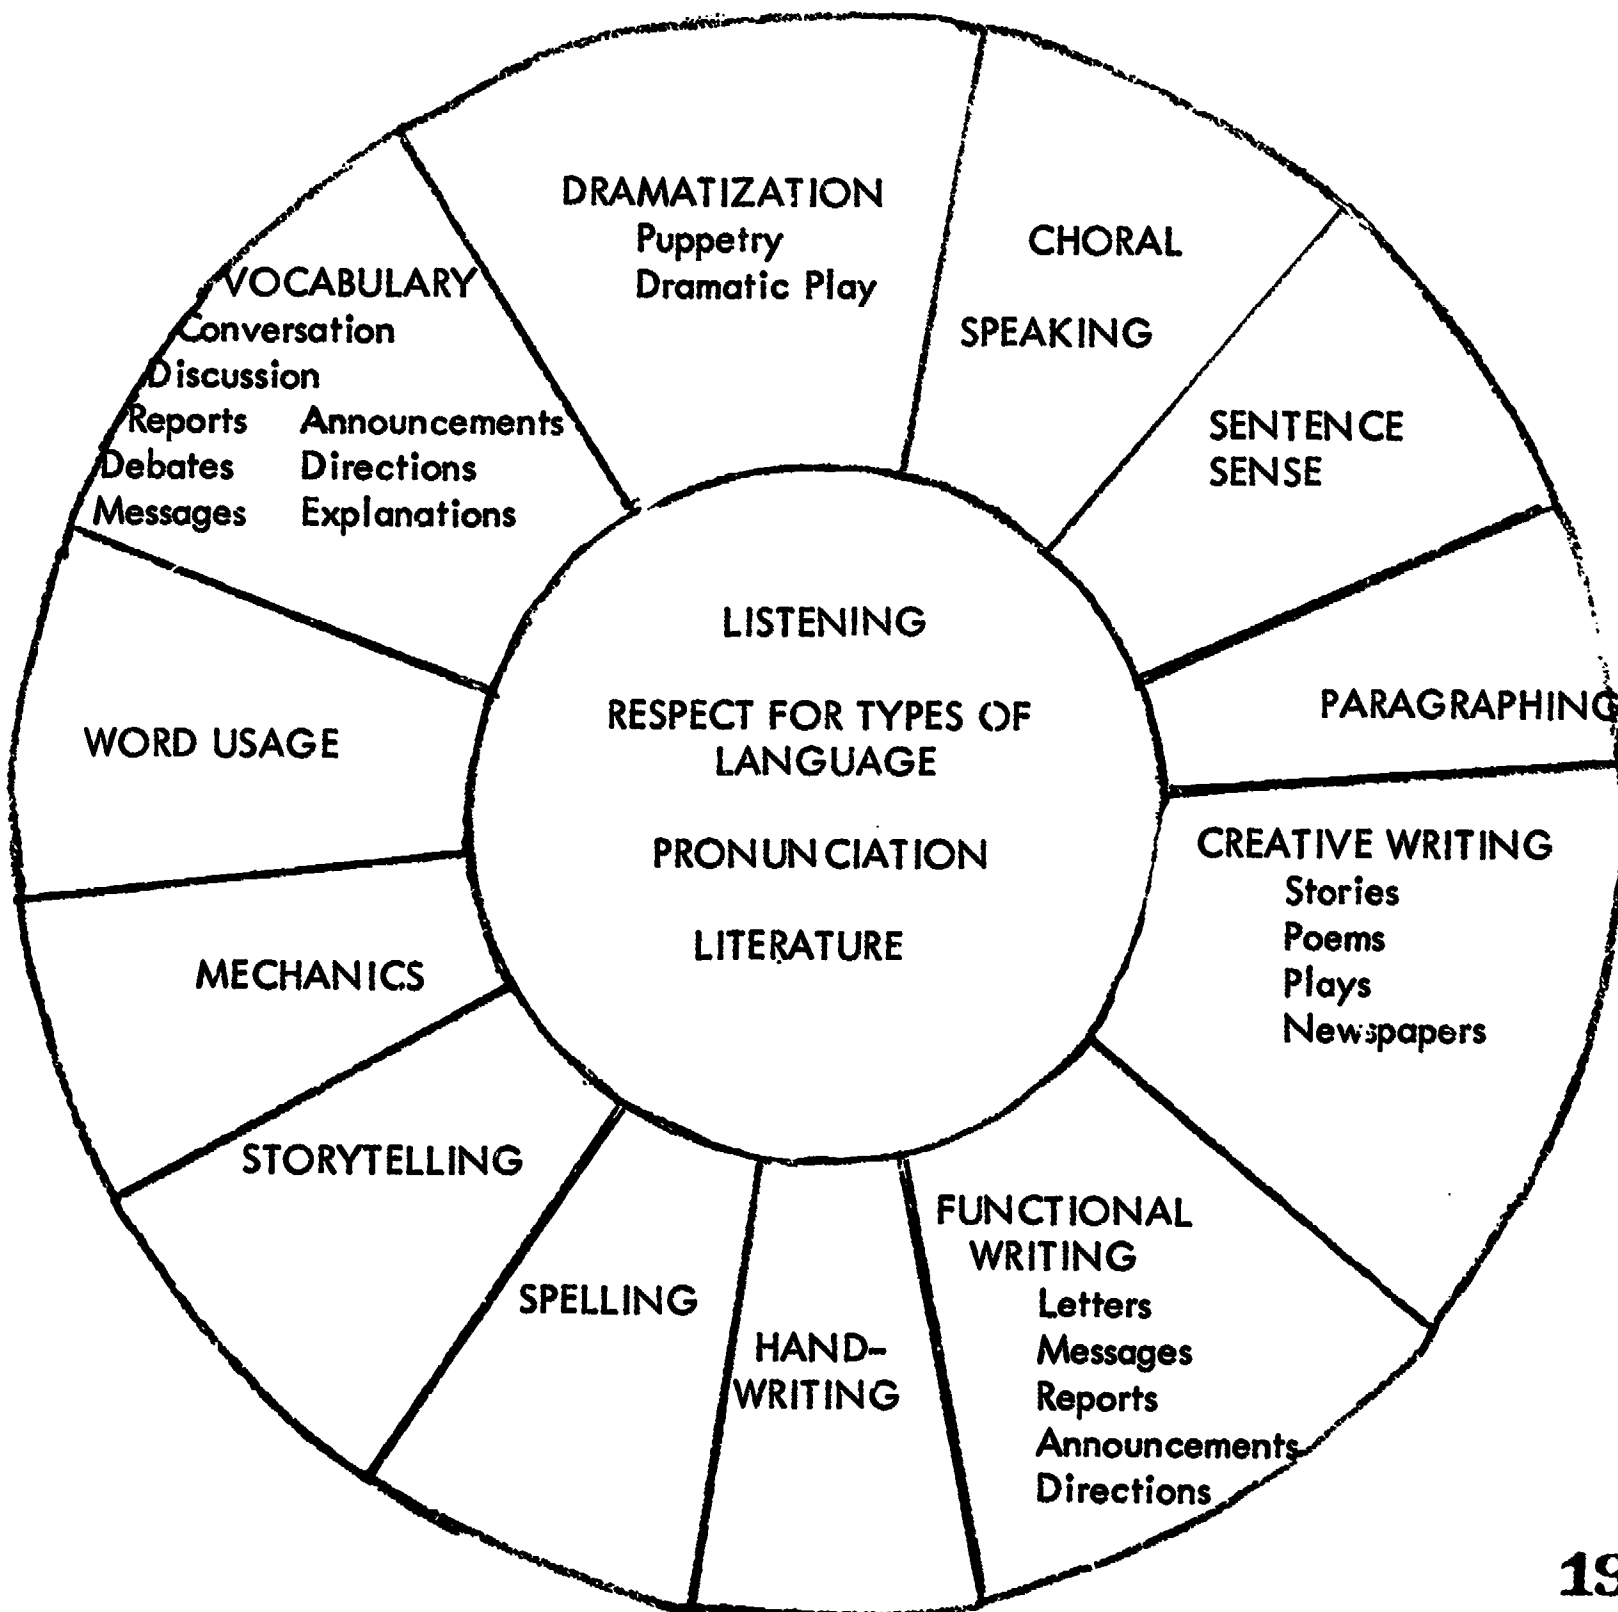 DRAMATIZATION
Puppetry
Dramatic Play
CHORAL
SPEAKING
SENTENCE
SENSE
PARAGRAPHING
CREATIVE WRITING
Stories
Poems
Plays
Newspapers
FUNCTIONAL
WRITING
Letters
Messages
Reports
Announcements
Directions
HAND-
WRITING
SPELLING
STORYTELLING
MECHANICS
WORD USAGE
VOCABULARY
Conversation
Discussion
Reports Announcements
Debates Directions
Messages Explanations
LISTENING
RESPECT FOR TYPES OF
LANGUAGE
PRONUNCIATION
LITERATURE
19